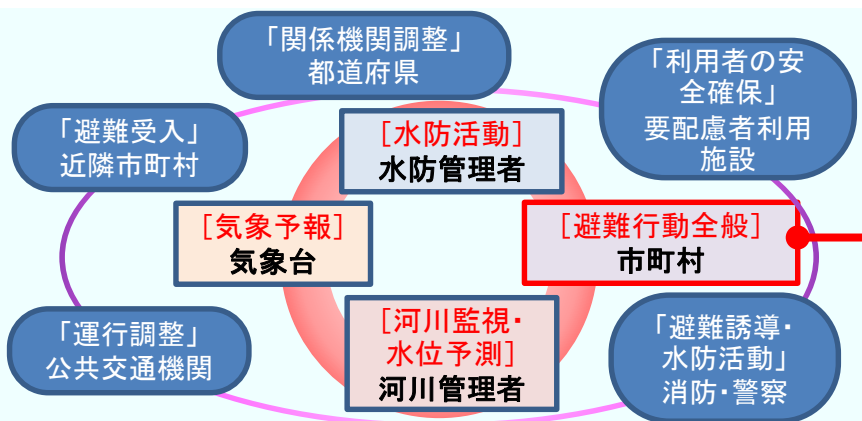 「関係機関調整」
都道府県
「利用者の安
全確保」
要配慮者利用
施設
「避難受入」
近隣市町村
[水防活動]
水防管理者
[気象予報]
気象台
[避難行動全般]
市町村
[河川監視・
水位予測]
河川管理者
「運行調整」
公共交通機関
「避難誘導・
水防活動」
消防・警察